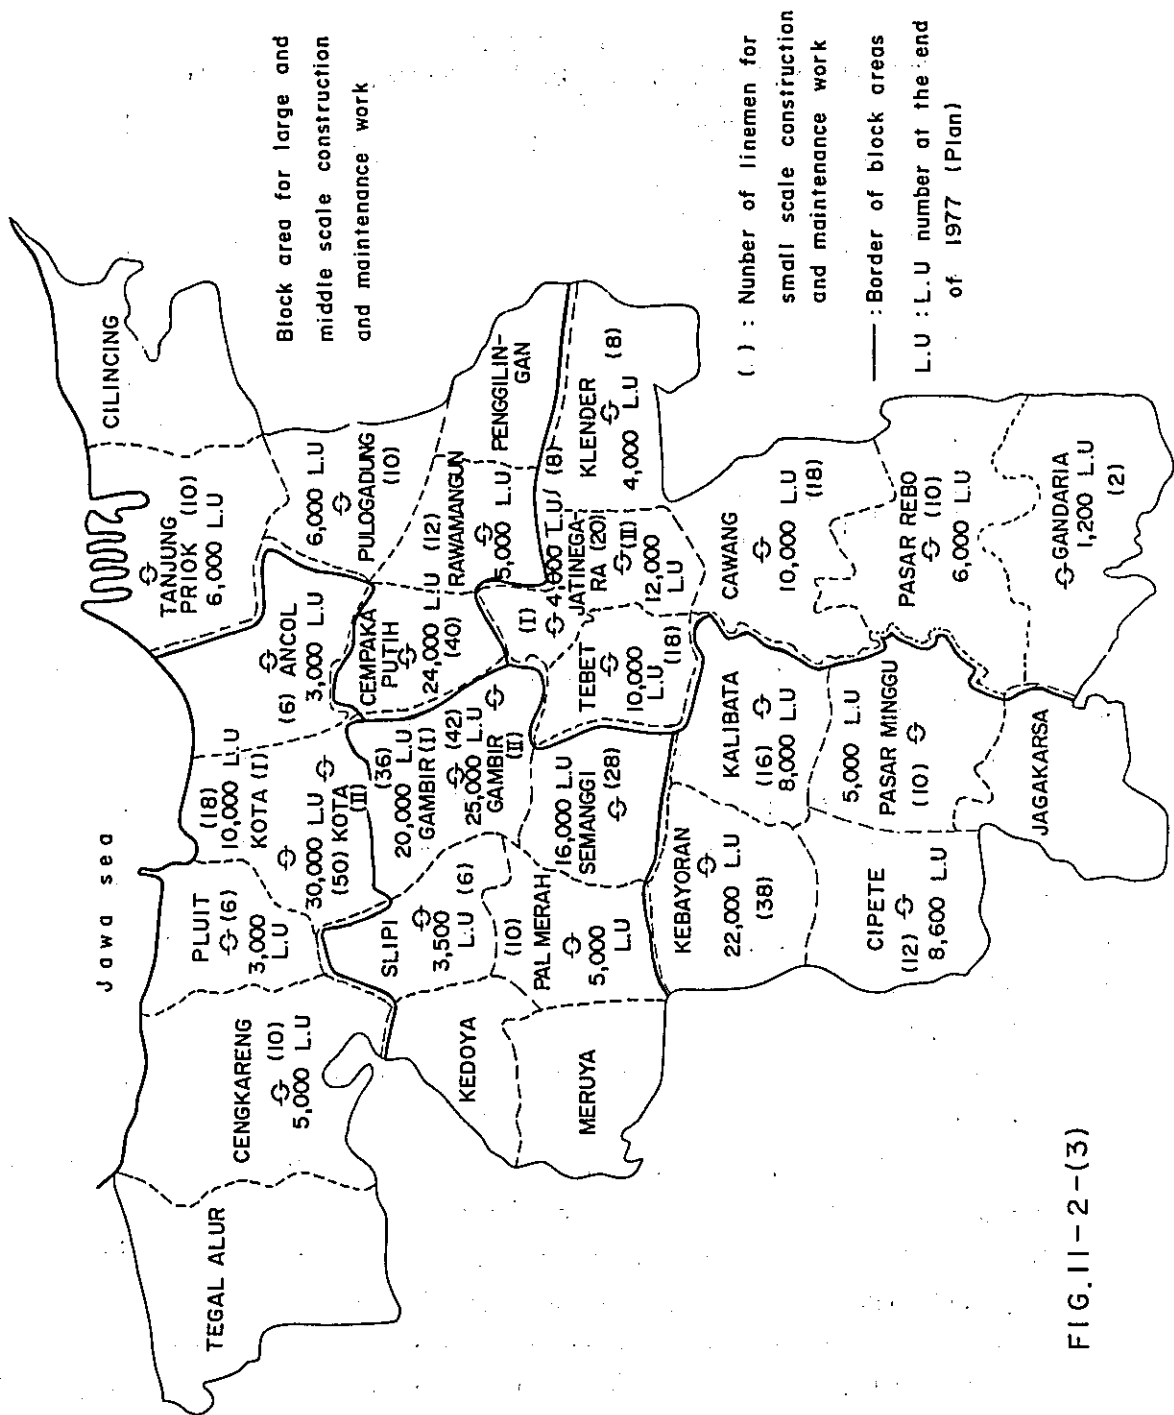 Jawa sea
TEGAL ALUR
CENGKARENG
(10)
5,000 L.U
PLUIT
(6)
3,000
L.U
(18)
10,000 L.U
KOTA (I)
30,000 L.U
(50) KOTA
(II)
(6) ANCOL
3,000 L.U
TANJUNG
PRIOK (10)
6,000 L.U
CILINCING
6,000 L.U
PULOGADUNG
(10)
CEMPAKA
PUTIH
24,000 L.U
(40)
(12)
RAWAMANGUN
5,000 L.U
PENGGILIN-
GAN
KEDOYA
MERUYA
SLIPI
3,500
L.U (6)
(10)
PAL MERAH
5,000
L.U
(36)
20,000 L.U
GAMBIR (I)
(42)
25,000 L.U
GAMBIR
(II)
16,000 L.U
SEMANGGI
(28)
(I)
4,000 L.U (8)
JATINEGA-
RA (20)
(II)
12,000
L.U
TEBET
10,000
L.U
(18)
KLENDER
(8)
4,000 L.U
KEBAYORAN
22,000 L.U
(38)
KALIBATA
(16)
8,000 L.U
CAWANG
10,000 L.U
(18)
CIPETE
(12)
8,600 L.U
5,000 L.U
PASAR MINGGU
(10)
PASAR REBO
(10)
6,000 L.U
JAGAKARSA
GANDARIA
1,200 L.U
(2)
Block area for large and
middle scale construction
and maintenance work
( ) : Nunber of linemen for
small scale construction
and maintenance work
—— : Border of block areas
L.U : L.U number at the end
of 1977 (Plan)
FIG.11-2-(3)